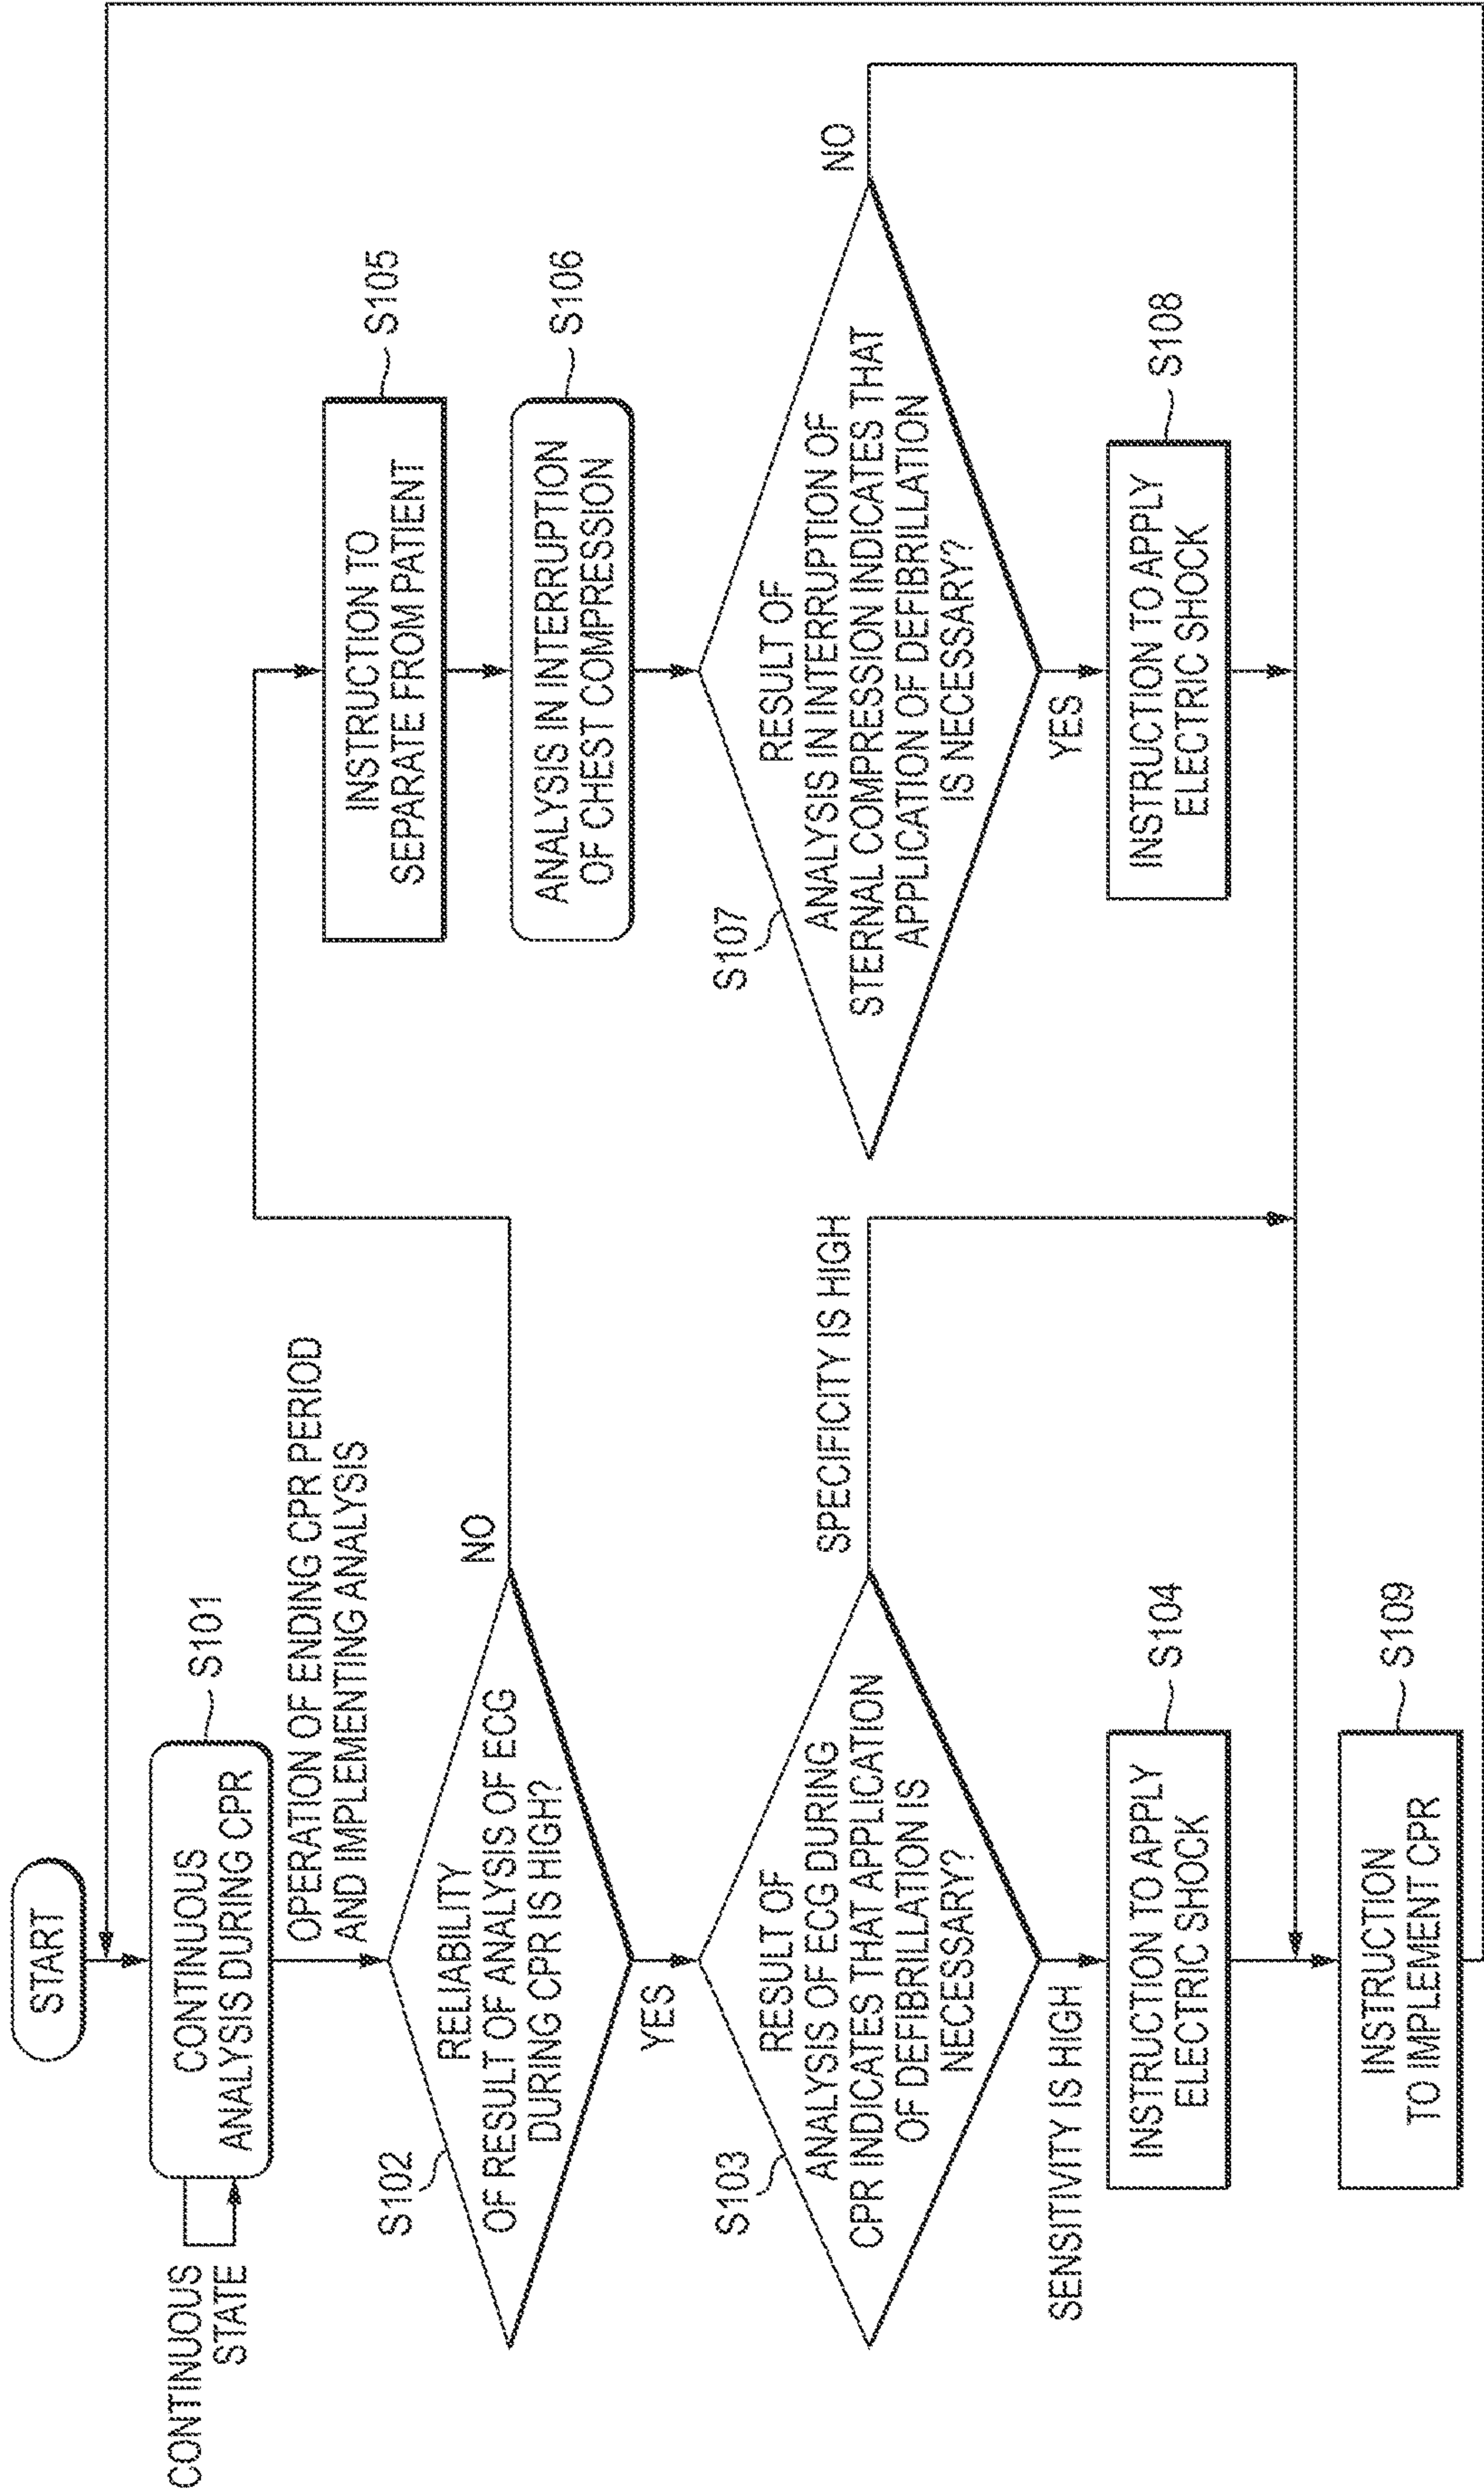 START
CONTINUOUS
STATE
CONTINUOUS
ANALYSIS DURING CPR
S101
OPERATION OF ENDING CPR PERIOD
AND IMPLEMENTING ANALYSIS
S102
RELIABILITY
OF RESULT OF ANALYSIS OF ECG
DURING CPR IS HIGH?
NO
YES
S103
RESULT OF
ANALYSIS OF ECG DURING
CPR INDICATES THAT APPLICATION
OF DEFIBRILLATION IS
NECESSARY?
SPECIFICITY IS HIGH
SENSITIVITY IS HIGH
INSTRUCTION TO APPLY
ELECTRIC SHOCK
S104
INSTRUCTION
TO IMPLEMENT CPR
S109
INSTRUCTION TO
SEPARATE FROM PATIENT
S105
ANALYSIS IN INTERRUPTION
OF CHEST COMPRESSION
S106
S107
RESULT OF
ANALYSIS IN INTERRUPTION OF
STERNAL COMPRESSION INDICATES THAT
APPLICATION OF DEFIBRILLATION
IS NECESSARY?
NO
YES
INSTRUCTION TO APPLY
ELECTRIC SHOCK
S108